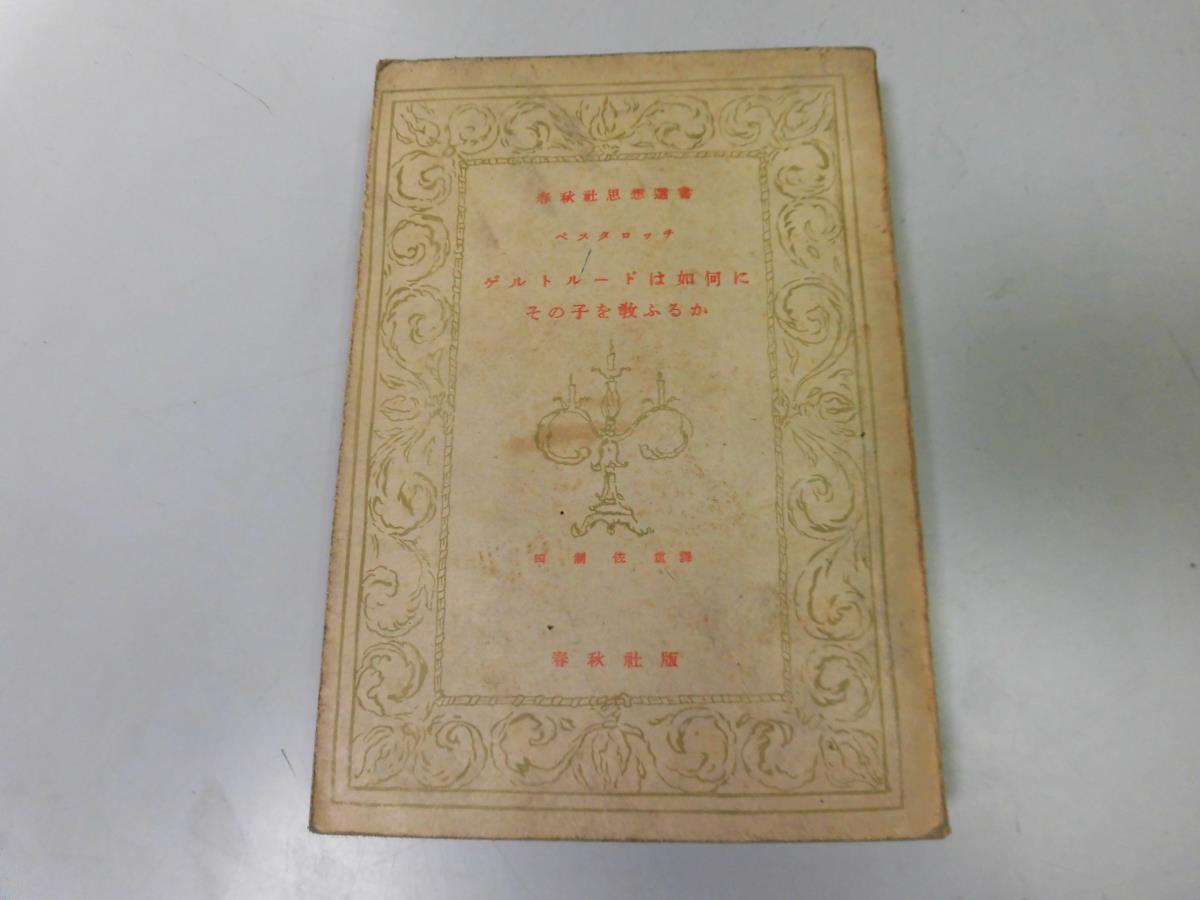 春秋社思想選書
ペスタロッチ
ゲルトルードは如何に
その子を敎ふるか
田制佐重譯
春秋社版